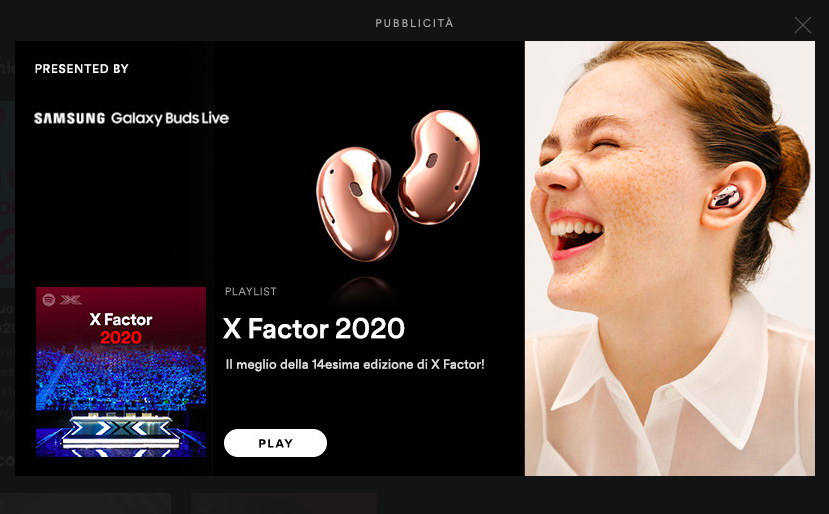 PUBBLICITÀ
PRESENTED BY
SAMSUNG Galaxy Buds Live
PLAYLIST
X Factor
2020
X Factor 2020
Il meglio della 14esima edizione di X Factor!
PLAY